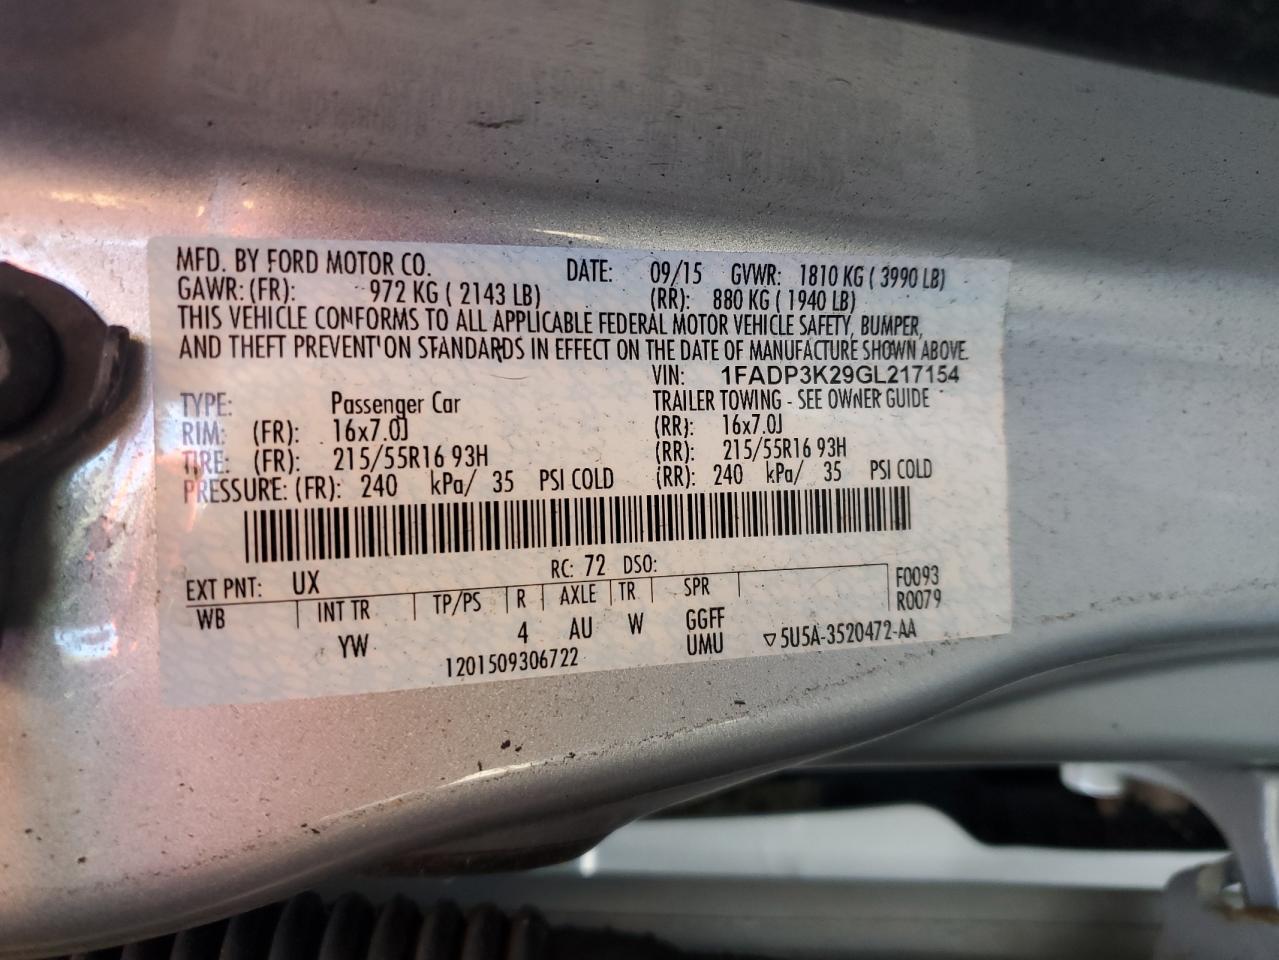 MFD. BY FORD MOTOR CO. DATE: 09/15 GVWR: 1810 KG ( 3990 LB)
GAWR: (FR): 972 KG ( 2143 LB) (RR): 880 KG ( 1940 LB)
THIS VEHICLE CONFORMS TO ALL APPLICABLE FEDERAL MOTOR VEHICLE SAFETY, BUMPER,
AND THEFT PREVENT'ON STANDARDS IN EFFECT ON THE DATE OF MANUFACTURE SHOWN ABOVE.
VIN: 1FADP3K29GL217154
TYPE: Passenger Car TRAILER TOWING - SEE OWNER GUIDE
RIM: (FR): 16x7.0J (RR): 16x7.0J
TIRE: (FR): 215/55R16 93H (RR): 215/55R16 93H
PRESSURE: (FR): 240 kPa/ 35 PSI COLD (RR): 240 kPa/ 35 PSI COLD
EXT PNT: UX RC: 72 DSO: F0093
WB INT TR TP/PS R AXLE TR SPR R0079
YW 4 AU W GGFF
UMU ▽5U5A-3520472-AA
1201509306722